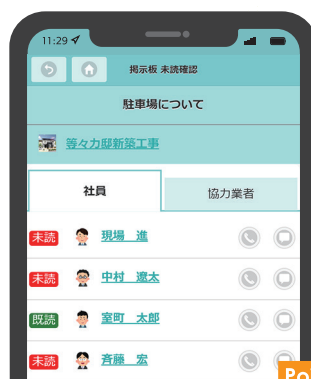 11:29
掲示板 未読確認
駐車場について
等々力邸新築工事
社員
協力業者
未読 現場 進
未読 中村 遼太
既読 室町 太郎
未読 斉藤 宏
Po